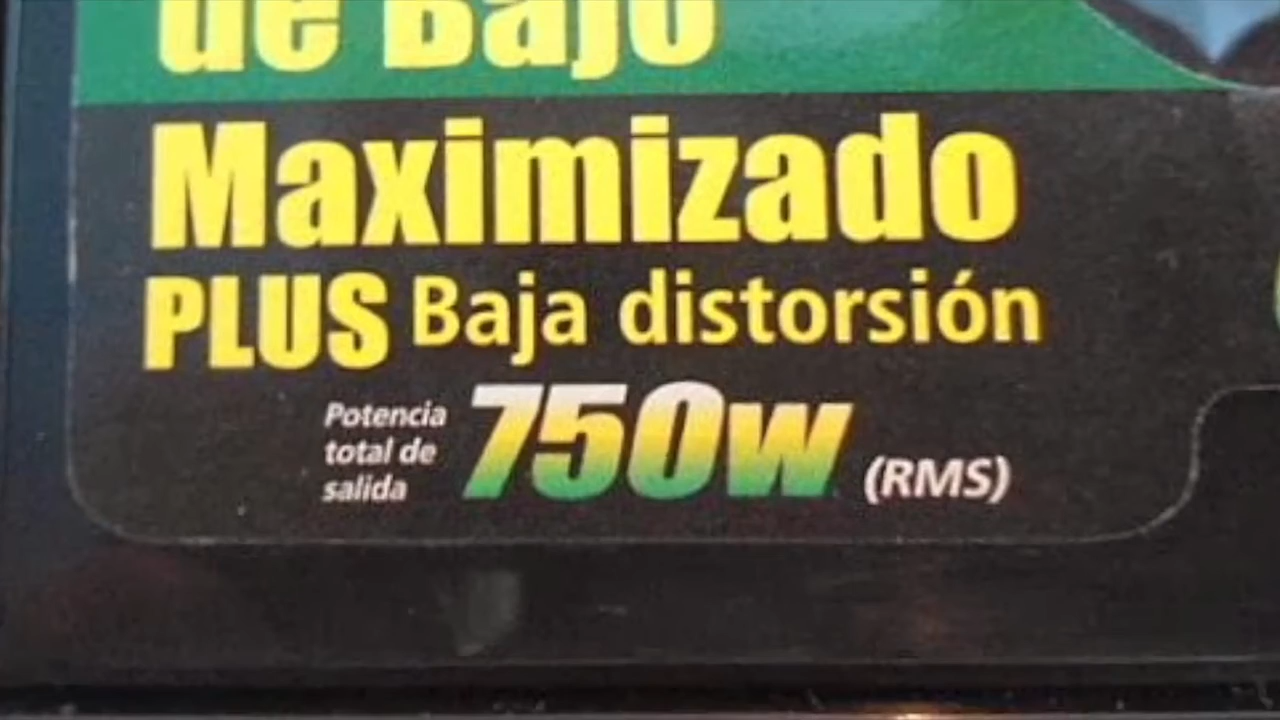 de Bajo
Maximizado
PLUS Baja distorsión
Potencia
total de
salida
750W (RMS)